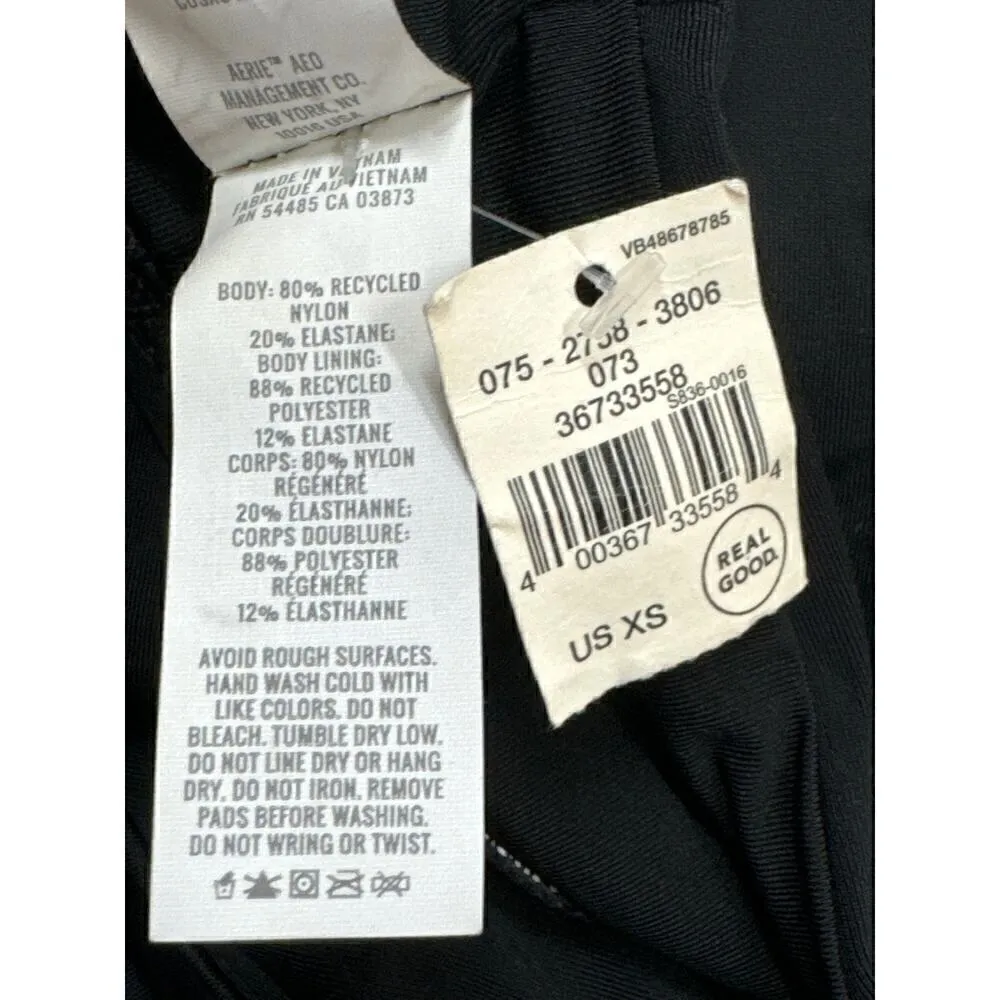 AERIE™ AEO
MANAGEMENT CO.
NEW YORK, NY
10016 USA
MADE IN VIETNAM
FABRIQUÉ AU VIETNAM
RN 54485 CA 03873
BODY: 80% RECYCLED
NYLON
20% ELASTANE;
BODY LINING:
88% RECYCLED
POLYESTER
12% ELASTANE
CORPS: 80% NYLON
RÉGÉNÉRÉ
20% ÉLASTHANNE;
CORPS DOUBLURE:
88% POLYESTER
RÉGÉNÉRÉ
12% ÉLASTHANNE
AVOID ROUGH SURFACES.
HAND WASH COLD WITH
LIKE COLORS. DO NOT
BLEACH. TUMBLE DRY LOW.
DO NOT LINE DRY OR HANG
DRY. DO NOT IRON. REMOVE
PADS BEFORE WASHING.
DO NOT WRING OR TWIST.
VB48678785
075 - - 3806
073
36733558
S836-0016
4 00367 33558 4
REAL
GOOD.
US XS